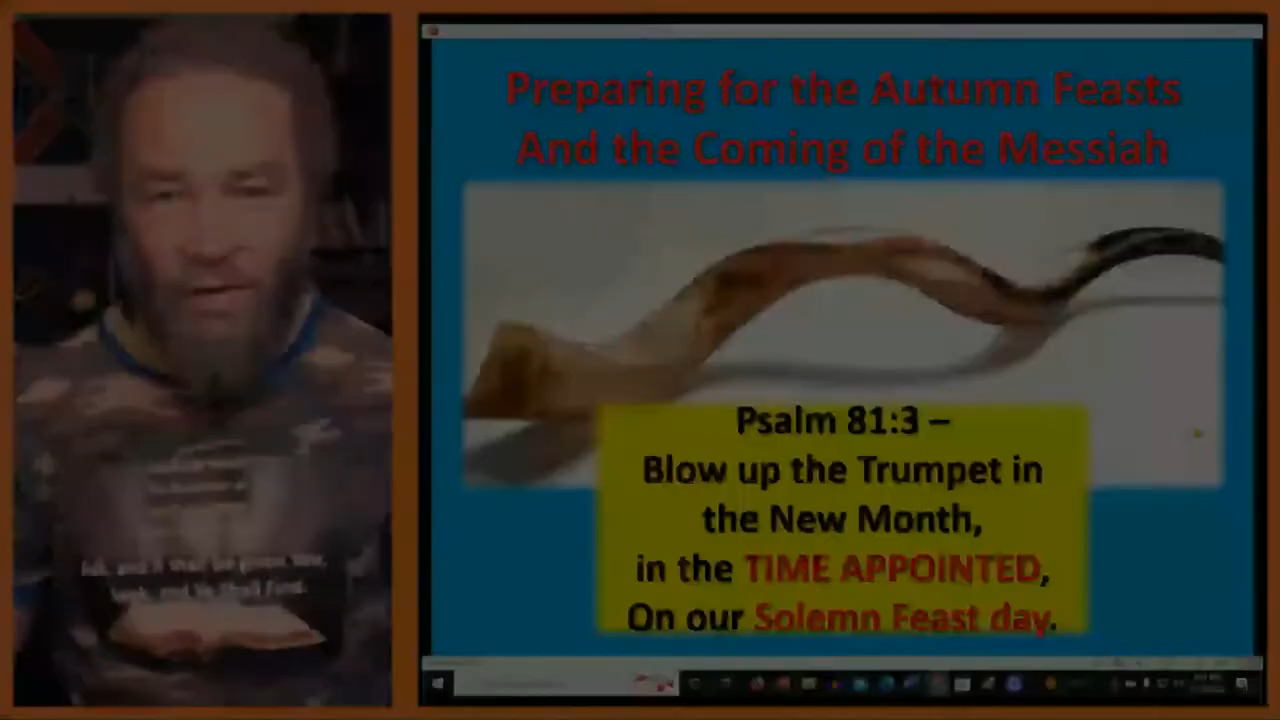 Preparing for the Autumn Feasts
And the Coming of the Messiah
Psalm 81:3 –
Blow up the Trumpet in
the New Month,
in the TIME APPOINTED,
On our Solemn Feast day.